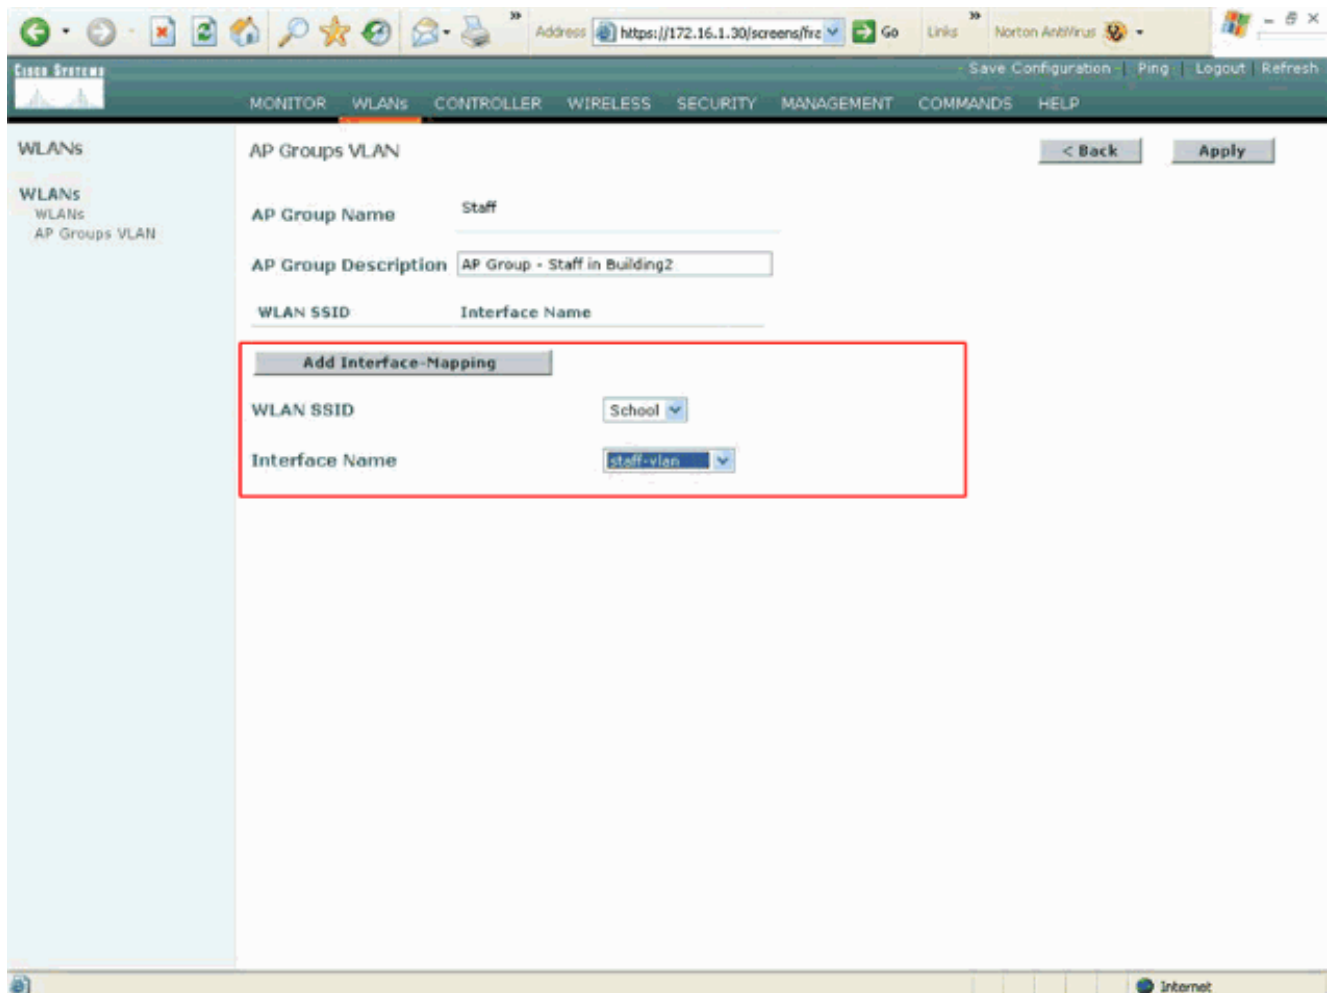 »
Address https://172.16.1.30/screens/fra Go Links » Norton AntiVirus
CISCO SYSTEMS
Save Configuration | Ping | Logout | Refresh
MONITOR WLANs CONTROLLER WIRELESS SECURITY MANAGEMENT COMMANDS HELP
WLANs
WLANs
WLANs
AP Groups VLAN
AP Groups VLAN
< Back Apply
AP Group Name Staff
AP Group Description AP Group - Staff in Building2
WLAN SSID Interface Name
Add Interface-Mapping
WLAN SSID School
Interface Name staff-vlan
Internet